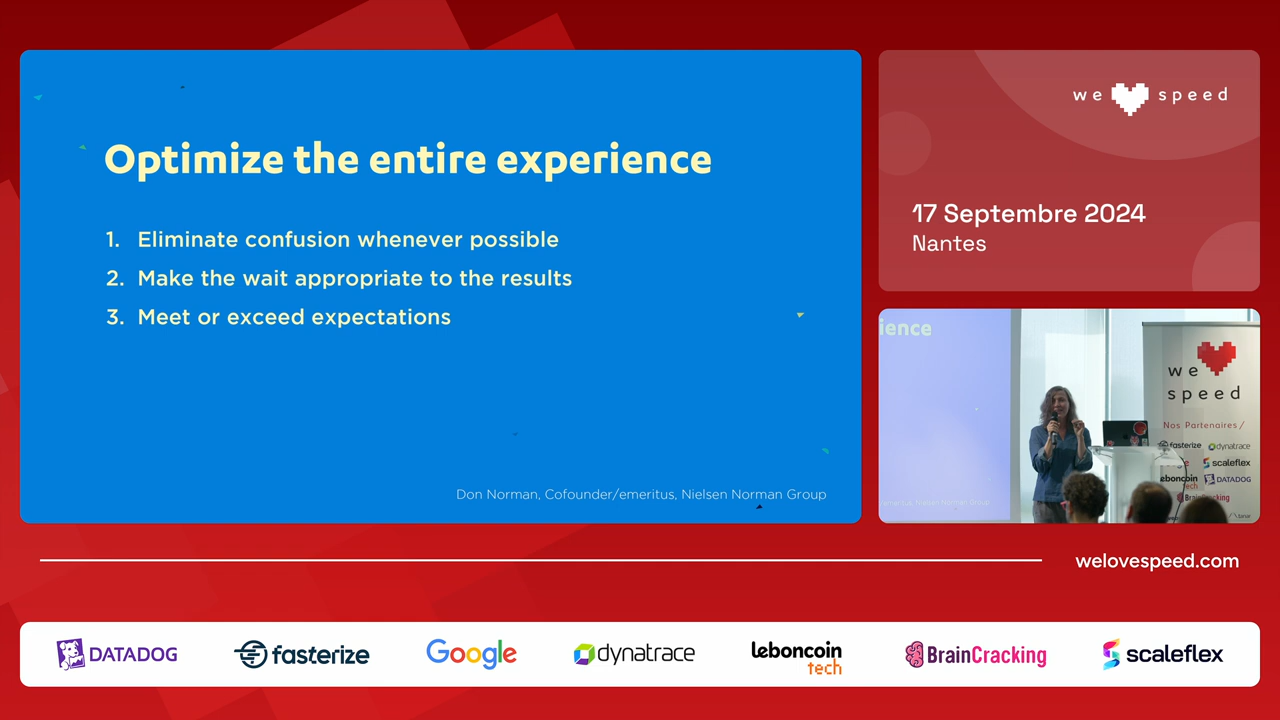 Optimize the entire experience
1. Eliminate confusion whenever possible
2. Make the wait appropriate to the results
3. Meet or exceed expectations
Don Norman, Cofounder/emeritus, Nielsen Norman Group
we speed
17 Septembre 2024
Nantes
ience
we
speed
Nos Partenaires/
fasterize dynatrace
scaleflex
leboncoin
tech
DATADOG
BrainCracking
welovespeed.com
DATADOG
fasterize
Google
dynatrace
leboncoin
tech
BrainCracking
scaleflex